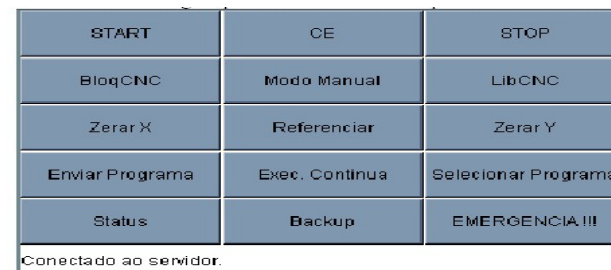 START CE STOP
BloqCNC Modo Manual LibCNC
Zerar X Referenciar Zerar Y
Enviar Programa Exec. Continua Selecionar Programa
Status Backup EMERGENCIA!!!
Conectado ao servidor.